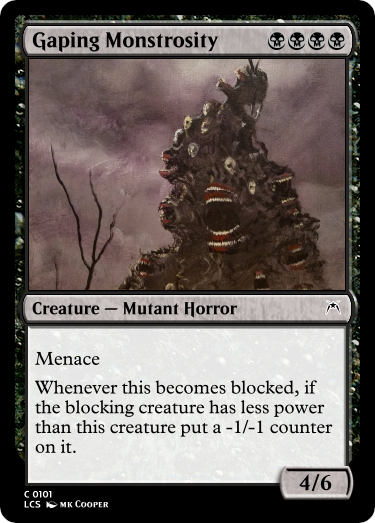 Gaping Monstrosity
Creature — Mutant Horror
Menace
Whenever this becomes blocked, if
the blocking creature has less power
than this creature put a -1/-1 counter
on it.
4/6
C 0101
LCS MK COOPER